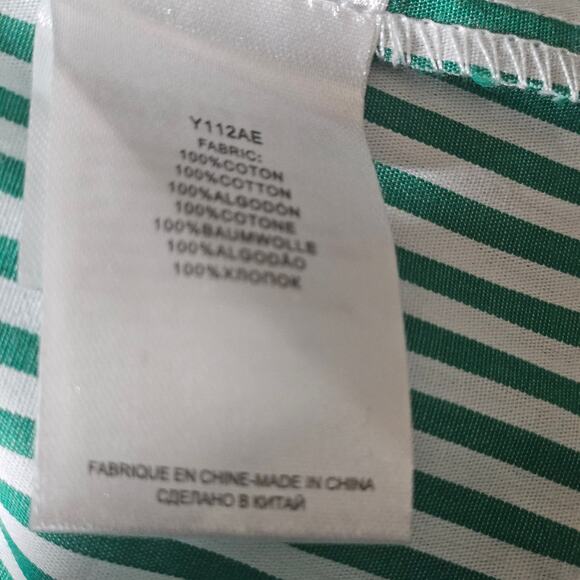 Y112AE
FABRIC:
100%COTON
100%COTTON
100%ALGODÓN
100%COTONE
100%BAUMWOLLE
100%ALGODÃO
100%ХЛОПОК
FABRIQUE EN CHINE-MADE IN CHINA
СДЕЛАНО В КИТАЙ